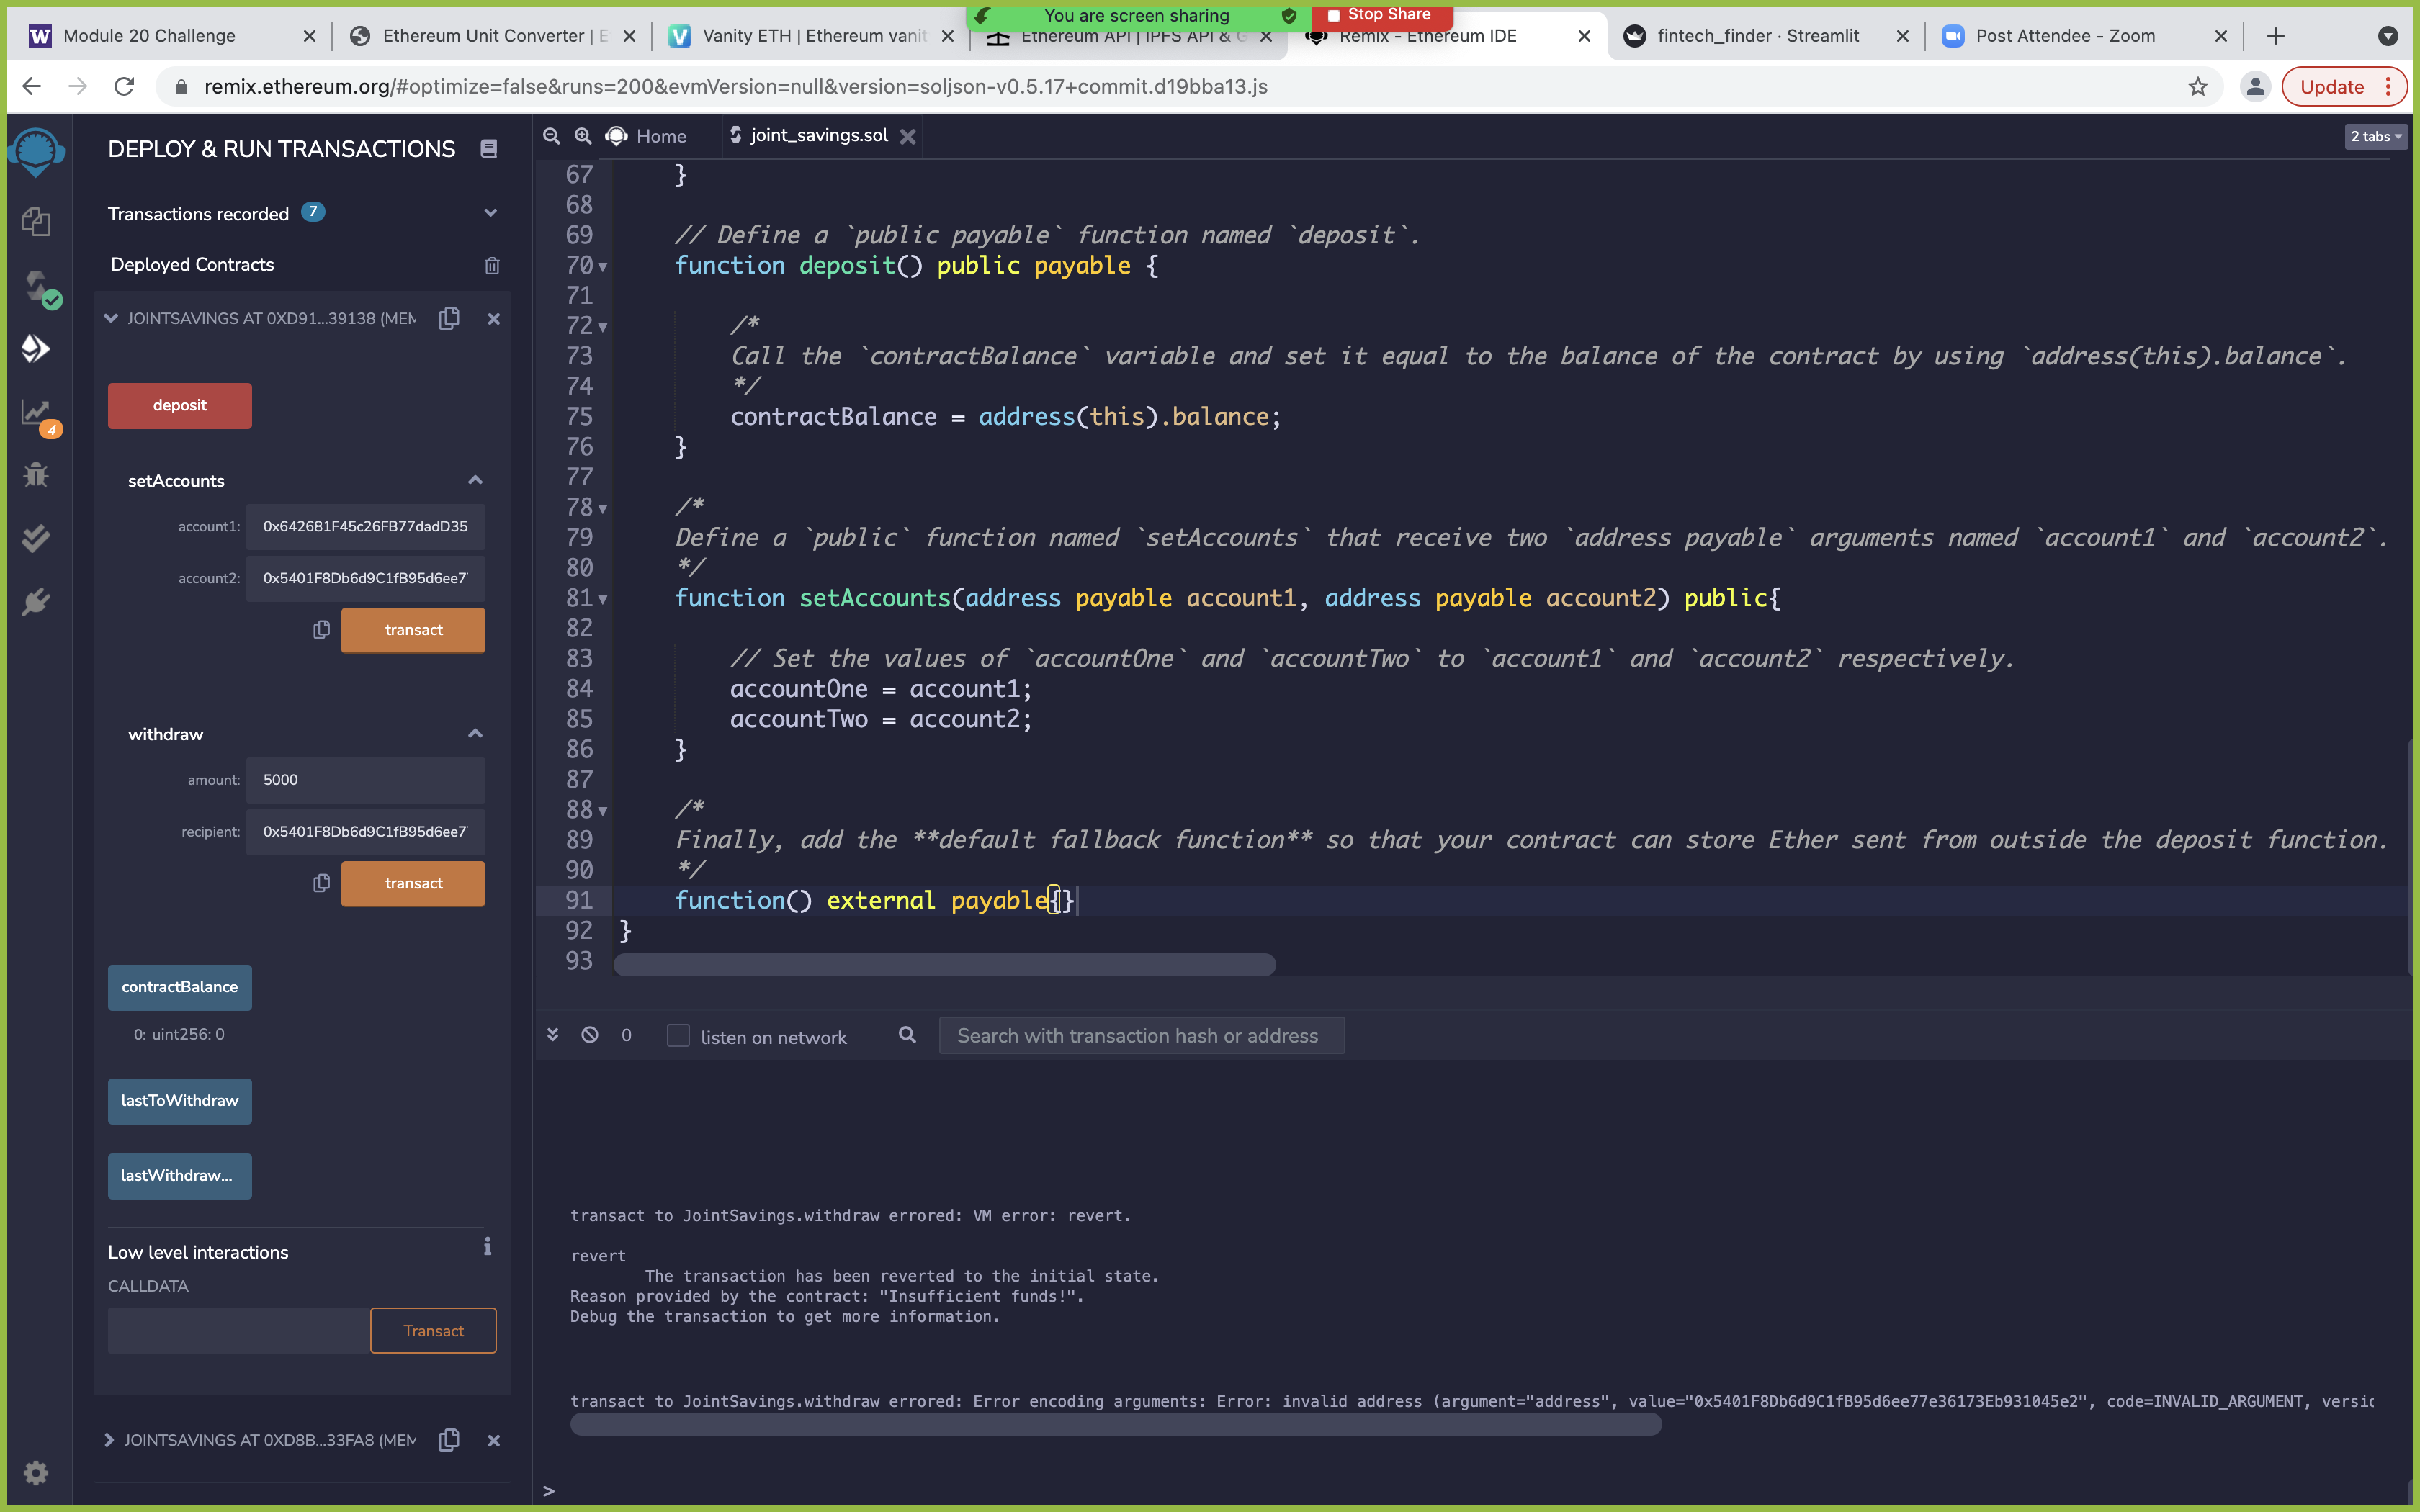 You are screen sharing
Stop Share
Module 20 Challenge
Ethereum Unit Converter | E
Vanity ETH | Ethereum vanit
Ethereum API | IPFS API & G
Remix - Ethereum IDE
fintech_finder · Streamlit
Post Attendee - Zoom
remix.ethereum.org/#optimize=false&runs=200&evmVersion=null&version=soljson-v0.5.17+commit.d19bba13.js
Update
DEPLOY & RUN TRANSACTIONS
Transactions recorded 7
Deployed Contracts
JOINTSAVINGS AT 0XD91...39138 (MEM
deposit
setAccounts
account1: 0x642681F45c26FB77dadD35
account2: 0x5401F8Db6d9C1fB95d6ee7
transact
withdraw
amount: 5000
recipient: 0x5401F8Db6d9C1fB95d6ee7
transact
contractBalance
0: uint256: 0
lastToWithdraw
lastWithdraw...
Low level interactions
CALLDATA
Transact
JOINTSAVINGS AT 0XD8B...33FA8 (MEM
4
Home
joint_savings.sol
2 tabs
67 }
68
69 // Define a `public payable` function named `deposit`.
70 function deposit() public payable {
71
72 /*
73 Call the `contractBalance` variable and set it equal to the balance of the contract by using `address(this).balance`.
74 */
75 contractBalance = address(this).balance;
76 }
77
78 /*
79 Define a `public` function named `setAccounts` that receive two `address payable` arguments named `account1` and `account2`.
80 */
81 function setAccounts(address payable account1, address payable account2) public{
82
83 // Set the values of `accountOne` and `accountTwo` to `account1` and `account2` respectively.
84 accountOne = account1;
85 accountTwo = account2;
86 }
87
88 /*
89 Finally, add the **default fallback function** so that your contract can store Ether sent from outside the deposit function.
90 */
91 function() external payable{}
92 }
93
0
listen on network
Search with transaction hash or address
transact to JointSavings.withdraw errored: VM error: revert.
revert
The transaction has been reverted to the initial state.
Reason provided by the contract: "Insufficient funds!".
Debug the transaction to get more information.
transact to JointSavings.withdraw errored: Error encoding arguments: Error: invalid address (argument="address", value="0x5401F8Db6d9C1fB95d6ee77e36173Eb931045e2", code=INVALID_ARGUMENT, versio
>